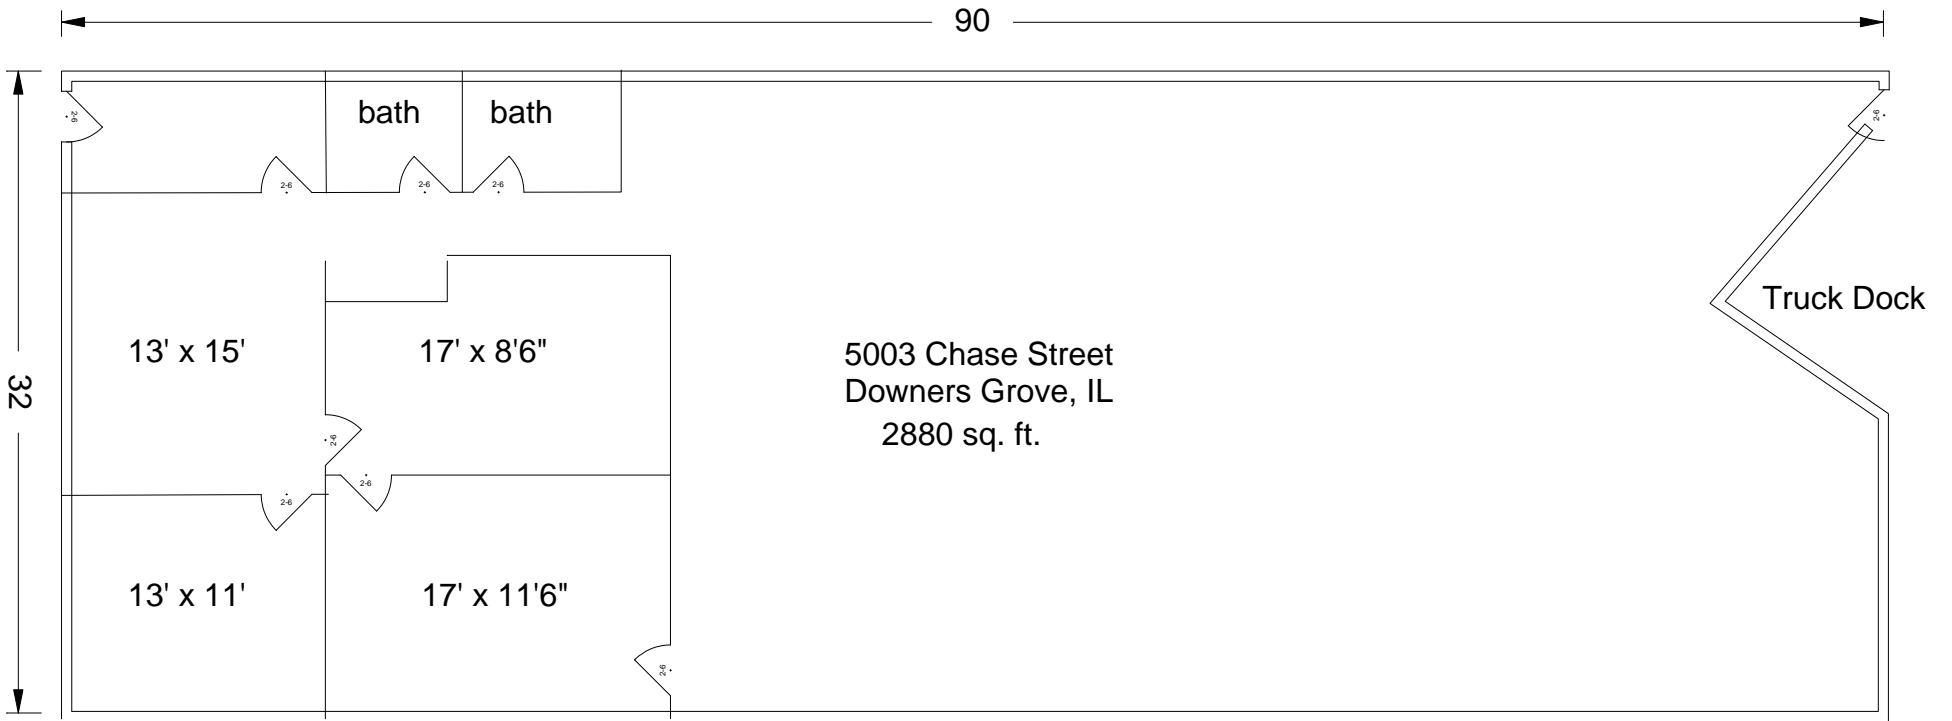 90
bath
bath
2-6
2-6
2-6
2-6
2-6
2-6
Truck Dock
13' x 15'
17' x 8'6"
5003 Chase Street
Downers Grove, IL
2880 sq. ft.
32
2-6
2-6
2-6
13' x 11'
17' x 11'6"
2-6